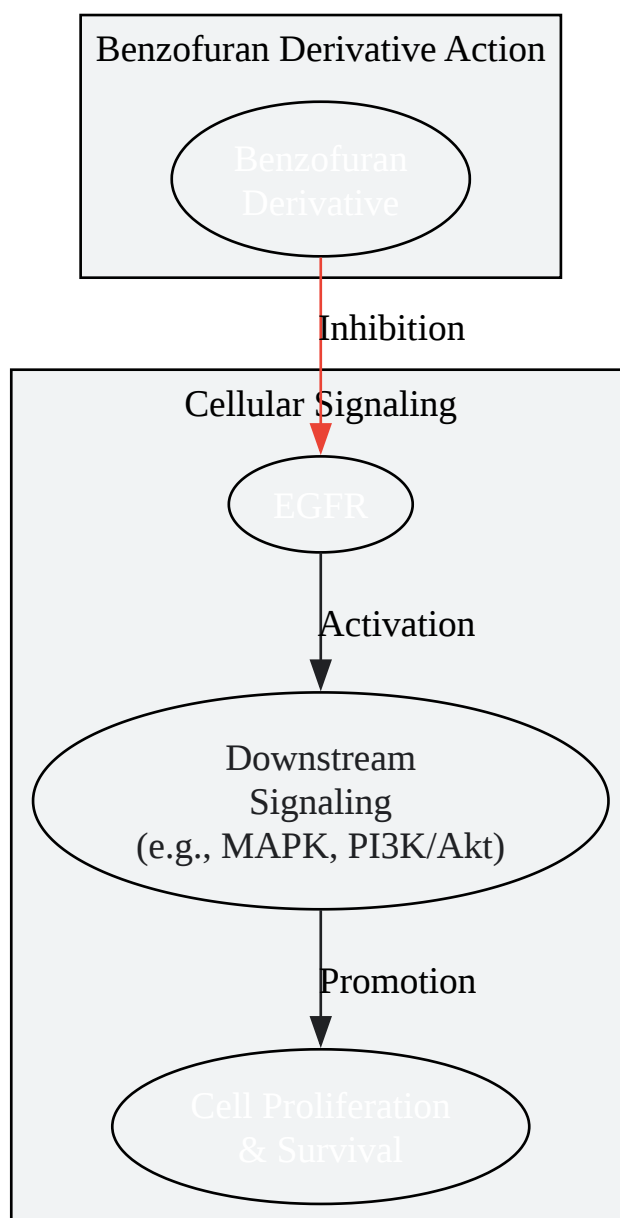 Benzofuran Derivative Action
Benzofuran
Derivative
Inhibition
Cellular Signaling
EGFR
Activation
Downstream
Signaling
(e.g., MAPK, PI3K/Akt)
Promotion
Cell Proliferation
& Survival